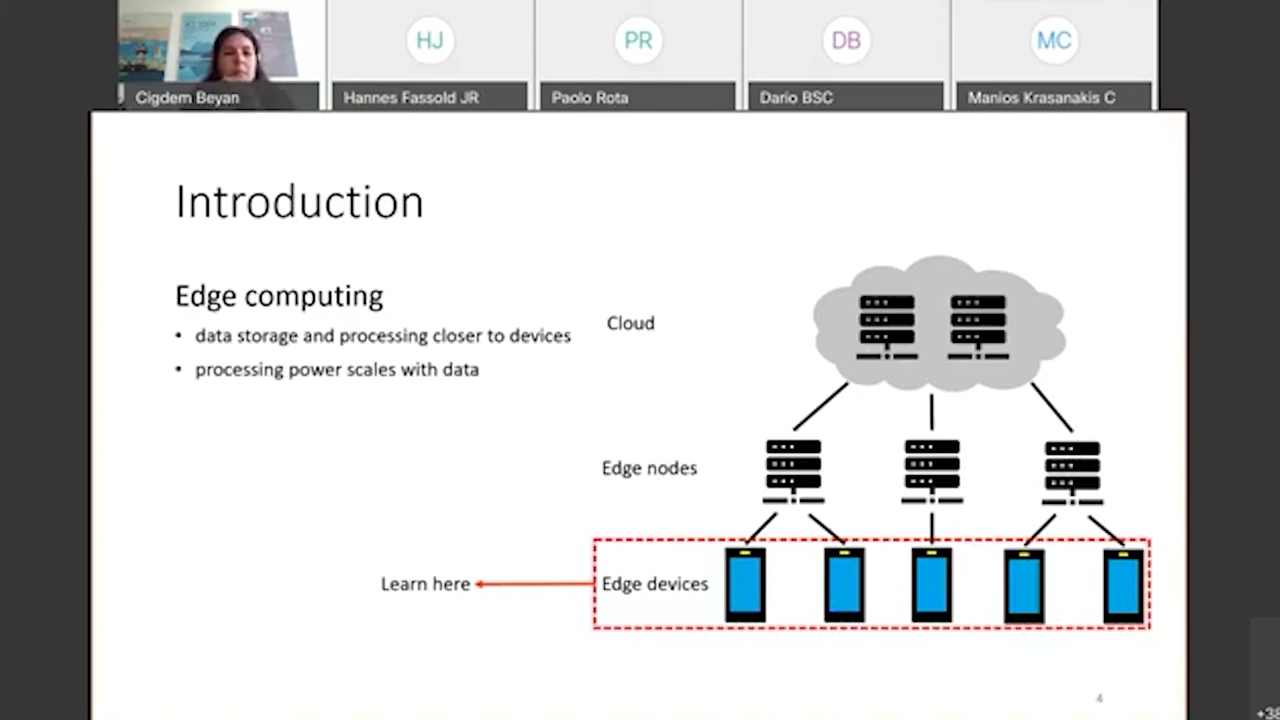 HJ
PR
DB
MC
Cigdem Beyan
Hannes Fassold JR
Paolo Rota
Dario BSC
Manios Krasanakis C
Introduction
Edge computing
• data storage and processing closer to devices
• processing power scales with data
Cloud
Edge nodes
Learn here
Edge devices
4